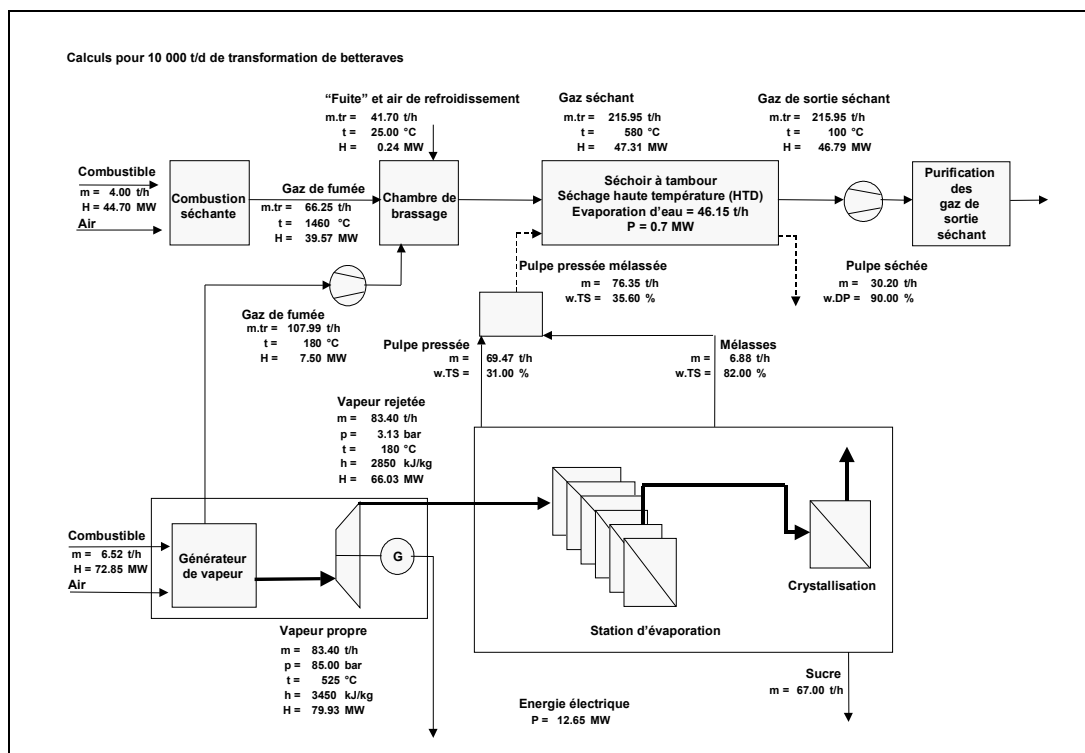 Calculs pour 10 000 t/d de transformation de betteraves
“Fuite” et air de refroidissement
m.tr = 41.70 t/h
t = 25.00 °C
H = 0.24 MW
Gaz séchant
m.tr = 215.95 t/h
t = 580 °C
H = 47.31 MW
Gaz de sortie séchant
m.tr = 215.95 t/h
t = 100 °C
H = 46.79 MW
Combustible
m = 4.00 t/h
H = 44.70 MW
Air
Combustion
séchante
Gaz de fumée
m.tr = 66.25 t/h
t = 1460 °C
H = 39.57 MW
Chambre de
brassage
Séchoir à tambour
Séchage haute température (HTD)
Evaporation d’eau = 46.15 t/h
P = 0.7 MW
Purification
des
gaz de
sortie
séchant
Gaz de fumée
m.tr = 107.99 t/h
t = 180 °C
H = 7.50 MW
Pulpe pressée mélassée
m = 76.35 t/h
w.TS = 35.60 %
Pulpe séchée
m = 30.20 t/h
w.DP = 90.00 %
Pulpe pressée
m = 69.47 t/h
w.TS = 31.00 %
Mélasses
m = 6.88 t/h
w.TS = 82.00 %
Vapeur rejetée
m = 83.40 t/h
p = 3.13 bar
t = 180 °C
h = 2850 kJ/kg
H = 66.03 MW
Combustible
m = 6.52 t/h
H = 72.85 MW
Air
Générateur
de vapeur
G
Crystallisation
Station d’évaporation
Vapeur propre
m = 83.40 t/h
p = 85.00 bar
t = 525 °C
h = 3450 kJ/kg
H = 79.93 MW
Energie électrique
P = 12.65 MW
Sucre
m = 67.00 t/h